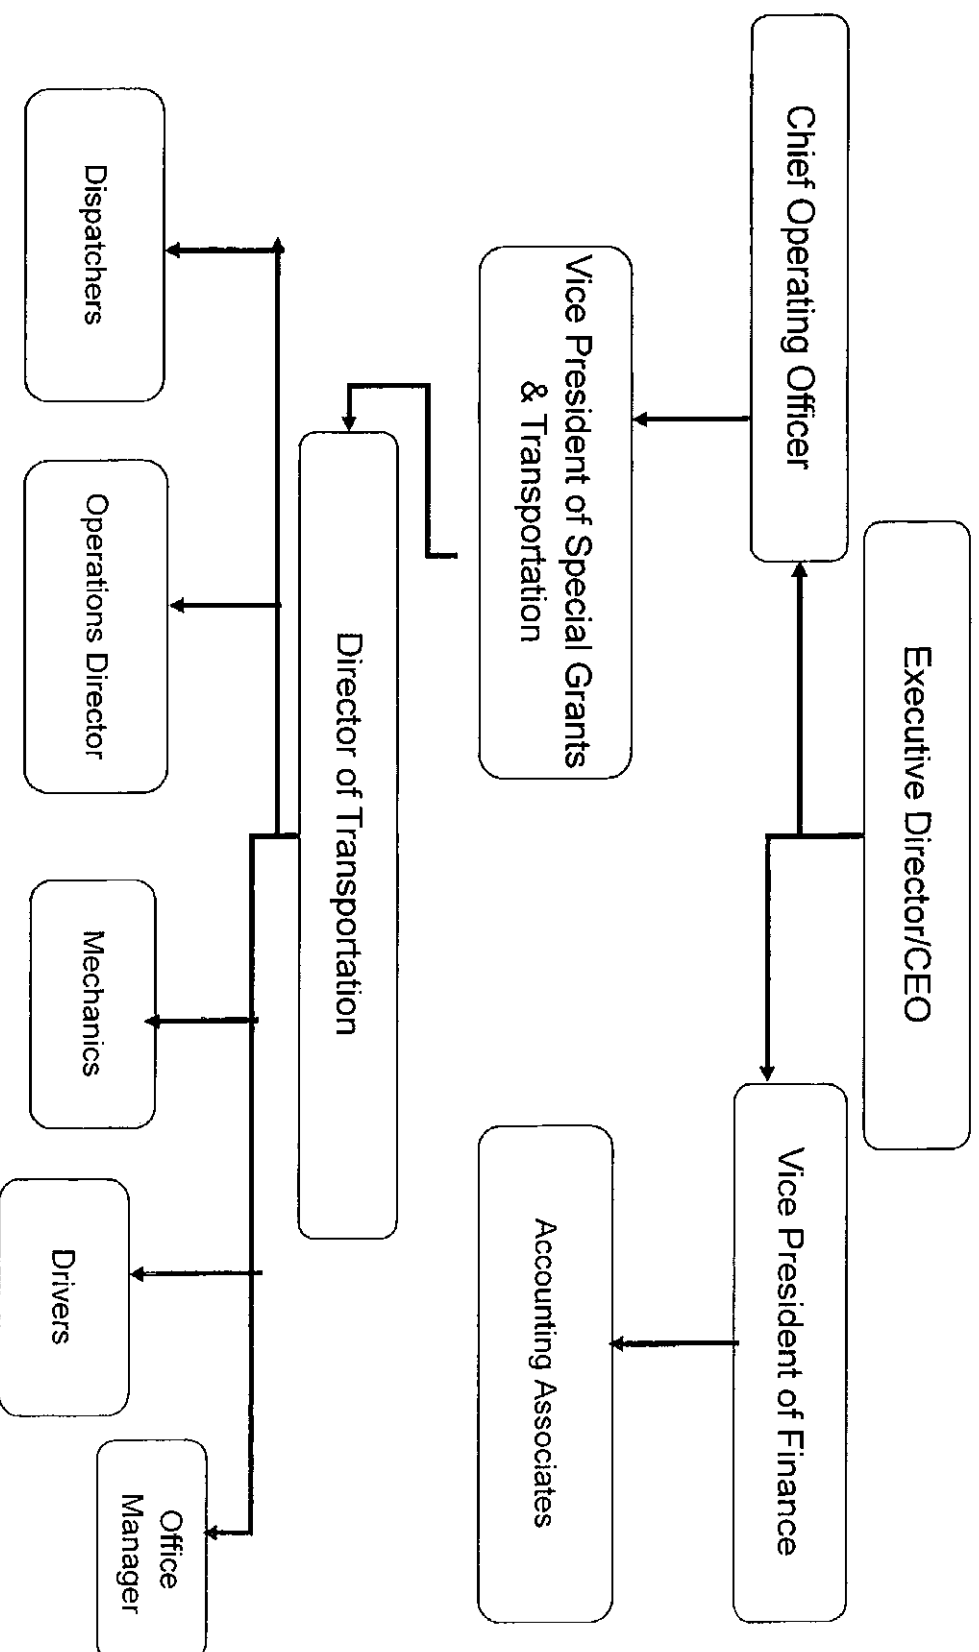 Executive Director/CEO
Chief Operating Officer
Vice President of Finance
Vice President of Special Grants
& Transportation
Accounting Associates
Director of Transportation
Dispatchers
Operations Director
Mechanics
Drivers
Office
Manager